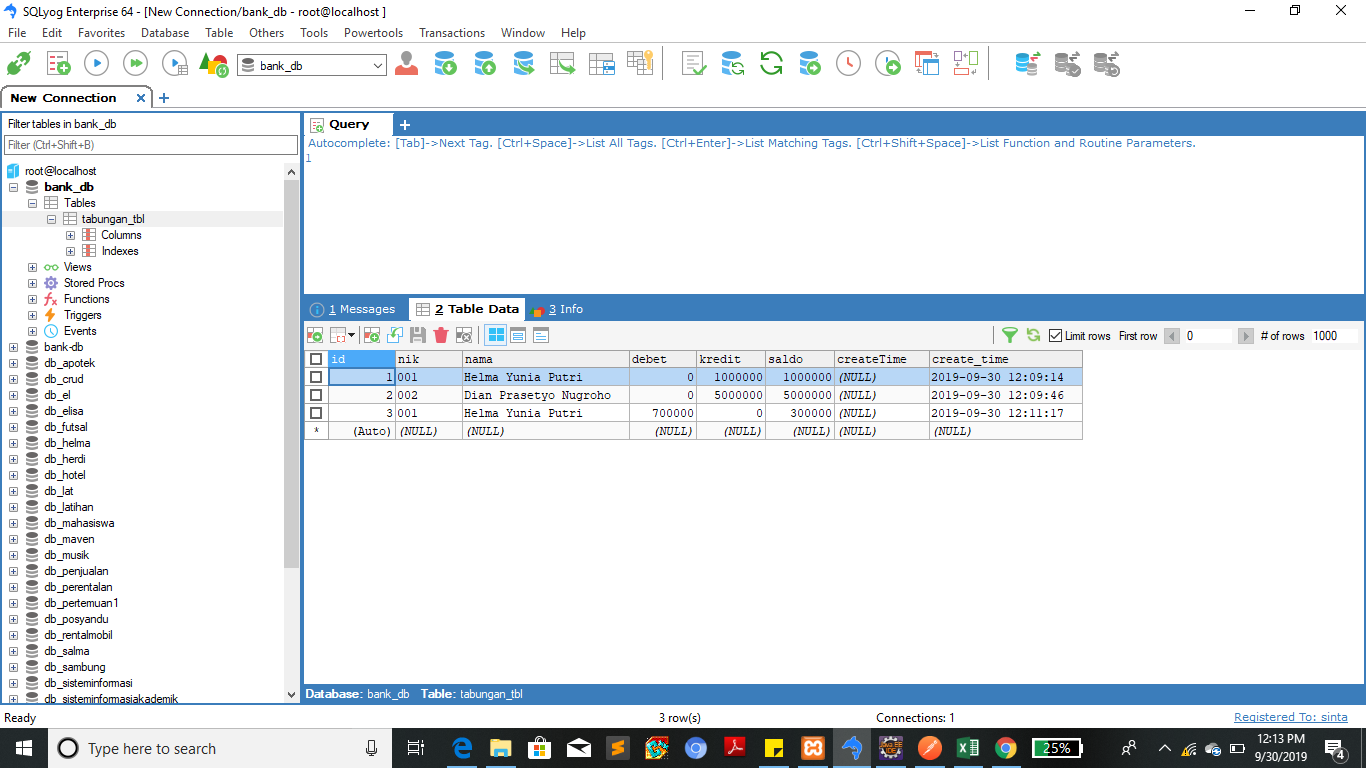 SQLyog Enterprise 64 - [New Connection/bank_db - root@localhost ]
File Edit Favorites Database Table Others Tools Powertools Transactions Window Help
bank_db
New Connection
Filter tables in bank_db
Filter (Ctrl+Shift+B)
root@localhost
bank_db
Tables
tabungan_tbl
Columns
Indexes
Views
Stored Procs
Functions
Triggers
Events
bank-db
db_apotek
db_crud
db_el
db_elisa
db_futsal
db_helma
db_herdi
db_hotel
db_lat
db_latihan
db_mahasiswa
db_maven
db_musik
db_penjualan
db_perentalan
db_pertemuan1
db_posyandu
db_rentalmobil
db_salma
db_sambung
db_sisteminformasi
db_sisteminformasiakademik
Query
Autocomplete: [Tab]->Next Tag. [Ctrl+Space]->List All Tags. [Ctrl+Enter]->List Matching Tags. [Ctrl+Shift+Space]->List Function and Routine Parameters.
1
1 Messages 2 Table Data 3 Info
Limit rows First row 0 # of rows 1000
id nik nama debet kredit saldo createTime create_time
1 001 Helma Yunia Putri 0 1000000 1000000 (NULL) 2019-09-30 12:09:14
2 002 Dian Prasetyo Nugroho 0 5000000 5000000 (NULL) 2019-09-30 12:09:46
3 001 Helma Yunia Putri 700000 0 300000 (NULL) 2019-09-30 12:11:17
* (Auto) (NULL) (NULL) (NULL) (NULL) (NULL) (NULL) (NULL)
Database: bank_db Table: tabungan_tbl
Ready 3 row(s) Connections: 1 Registered To: sinta
Type here to search
25%
12:13 PM
9/30/2019
4